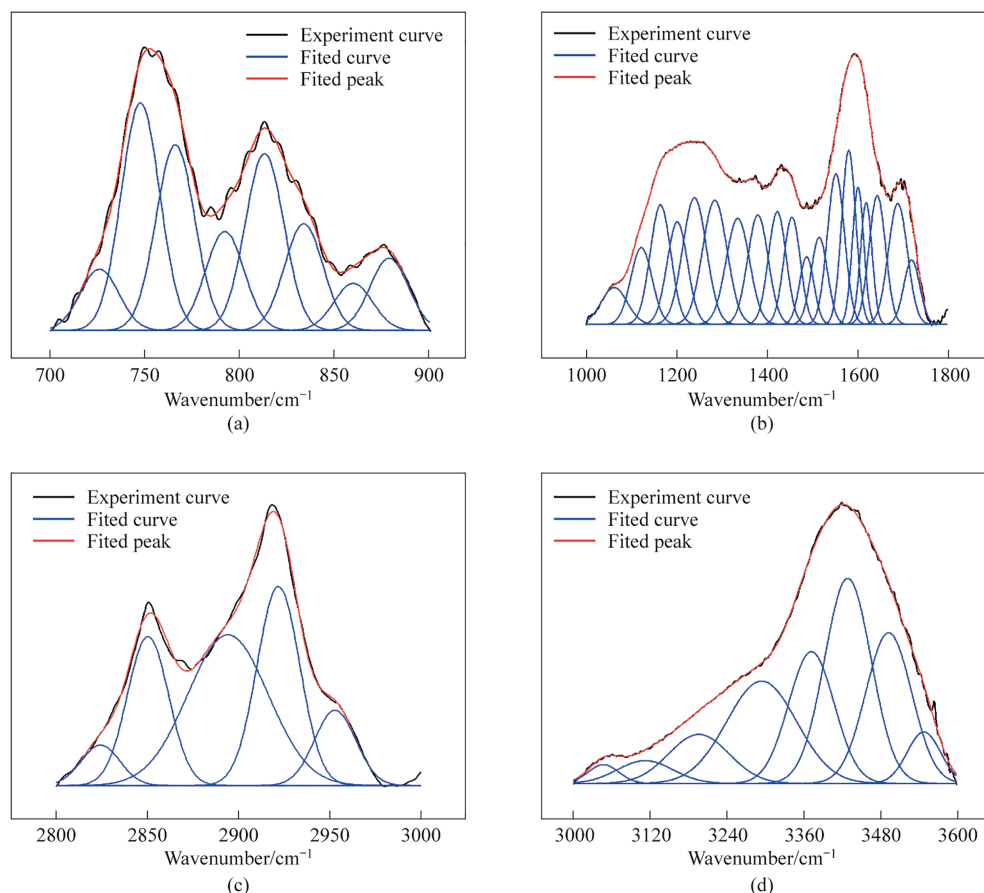 Experiment curve
Fited curve
Fited peak
700 750 800 850 900
Wavenumber/cm⁻¹
(a)
Experiment curve
Fited curve
Fited peak
1000 1200 1400 1600 1800
Wavenumber/cm⁻¹
(b)
Experiment curve
Fited curve
Fited peak
2800 2850 2900 2950 3000
Wavenumber/cm⁻¹
(c)
Experiment curve
Fited curve
Fited peak
3000 3120 3240 3360 3480 3600
Wavenumber/cm⁻¹
(d)